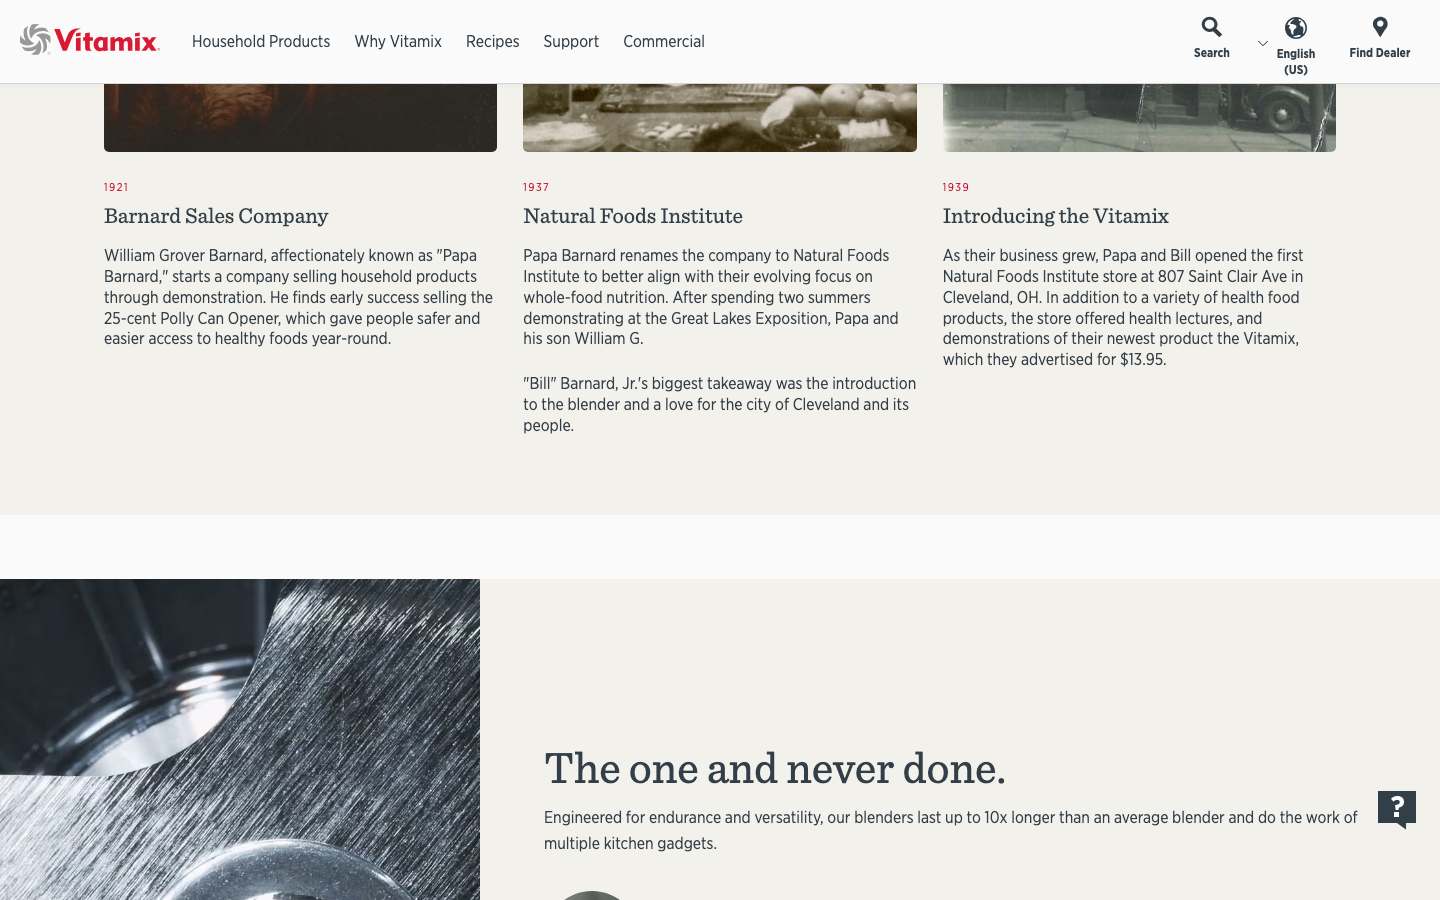 Vitamix
Household Products
Why Vitamix
Recipes
Support
Commercial
Search
English
(US)
Find Dealer
1921
Barnard Sales Company
William Grover Barnard, affectionately known as "Papa
Barnard," starts a company selling household products
through demonstration. He finds early success selling the
25-cent Polly Can Opener, which gave people safer and
easier access to healthy foods year-round.
1937
Natural Foods Institute
Papa Barnard renames the company to Natural Foods
Institute to better align with their evolving focus on
whole-food nutrition. After spending two summers
demonstrating at the Great Lakes Exposition, Papa and
his son William G.
"Bill" Barnard, Jr.'s biggest takeaway was the introduction
to the blender and a love for the city of Cleveland and its
people.
1939
Introducing the Vitamix
As their business grew, Papa and Bill opened the first
Natural Foods Institute store at 807 Saint Clair Ave in
Cleveland, OH. In addition to a variety of health food
products, the store offered health lectures, and
demonstrations of their newest product the Vitamix,
which they advertised for $13.95.
The one and never done.
Engineered for endurance and versatility, our blenders last up to 10x longer than an average blender and do the work of
multiple kitchen gadgets.
?